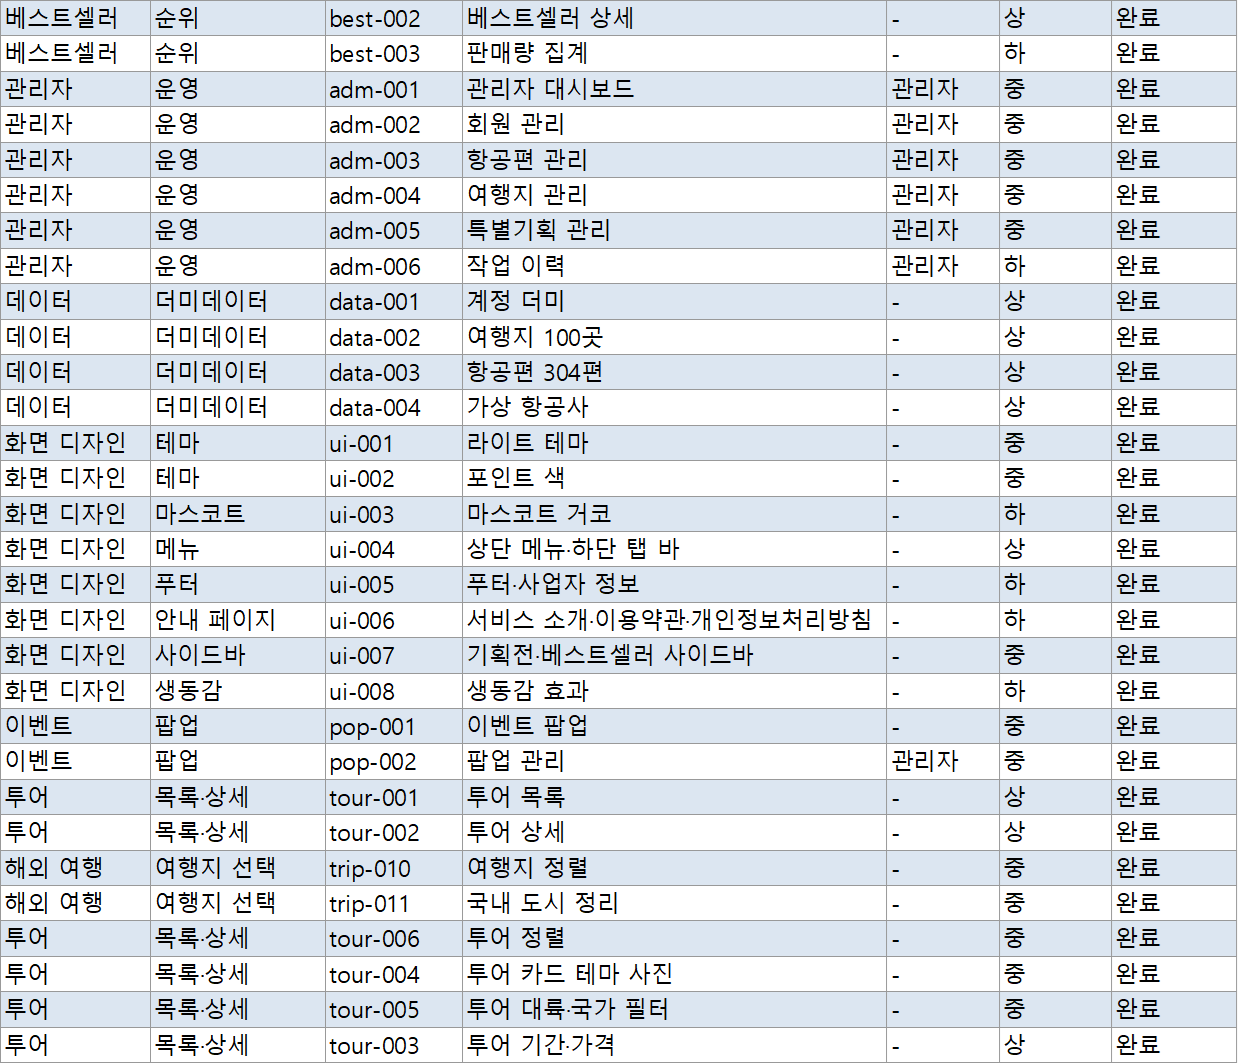 베스트셀러 순위 best-002 베스트셀러 상세 - 상 완료
베스트셀러 순위 best-003 판매량 집계 - 하 완료
관리자 운영 adm-001 관리자 대시보드 관리자 중 완료
관리자 운영 adm-002 회원 관리 관리자 중 완료
관리자 운영 adm-003 항공편 관리 관리자 중 완료
관리자 운영 adm-004 여행지 관리 관리자 중 완료
관리자 운영 adm-005 특별기획 관리 관리자 중 완료
관리자 운영 adm-006 작업 이력 관리자 하 완료
데이터 더미데이터 data-001 계정 더미 - 상 완료
데이터 더미데이터 data-002 여행지 100곳 - 상 완료
데이터 더미데이터 data-003 항공편 304편 - 상 완료
데이터 더미데이터 data-004 가상 항공사 - 상 완료
화면 디자인 테마 ui-001 라이트 테마 - 중 완료
화면 디자인 테마 ui-002 포인트 색 - 중 완료
화면 디자인 마스코트 ui-003 마스코트 거코 - 하 완료
화면 디자인 메뉴 ui-004 상단 메뉴·하단 탭 바 - 상 완료
화면 디자인 푸터 ui-005 푸터·사업자 정보 - 하 완료
화면 디자인 안내 페이지 ui-006 서비스 소개·이용약관·개인정보처리방침 - 하 완료
화면 디자인 사이드바 ui-007 기획전·베스트셀러 사이드바 - 중 완료
화면 디자인 생동감 ui-008 생동감 효과 - 하 완료
이벤트 팝업 pop-001 이벤트 팝업 - 중 완료
이벤트 팝업 pop-002 팝업 관리 관리자 중 완료
투어 목록·상세 tour-001 투어 목록 - 상 완료
투어 목록·상세 tour-002 투어 상세 - 상 완료
해외 여행 여행지 선택 trip-010 여행지 정렬 - 중 완료
해외 여행 여행지 선택 trip-011 국내 도시 정리 - 중 완료
투어 목록·상세 tour-006 투어 정렬 - 중 완료
투어 목록·상세 tour-004 투어 카드 테마 사진 - 중 완료
투어 목록·상세 tour-005 투어 대륙·국가 필터 - 중 완료
투어 목록·상세 tour-003 투어 기간·가격 - 상 완료